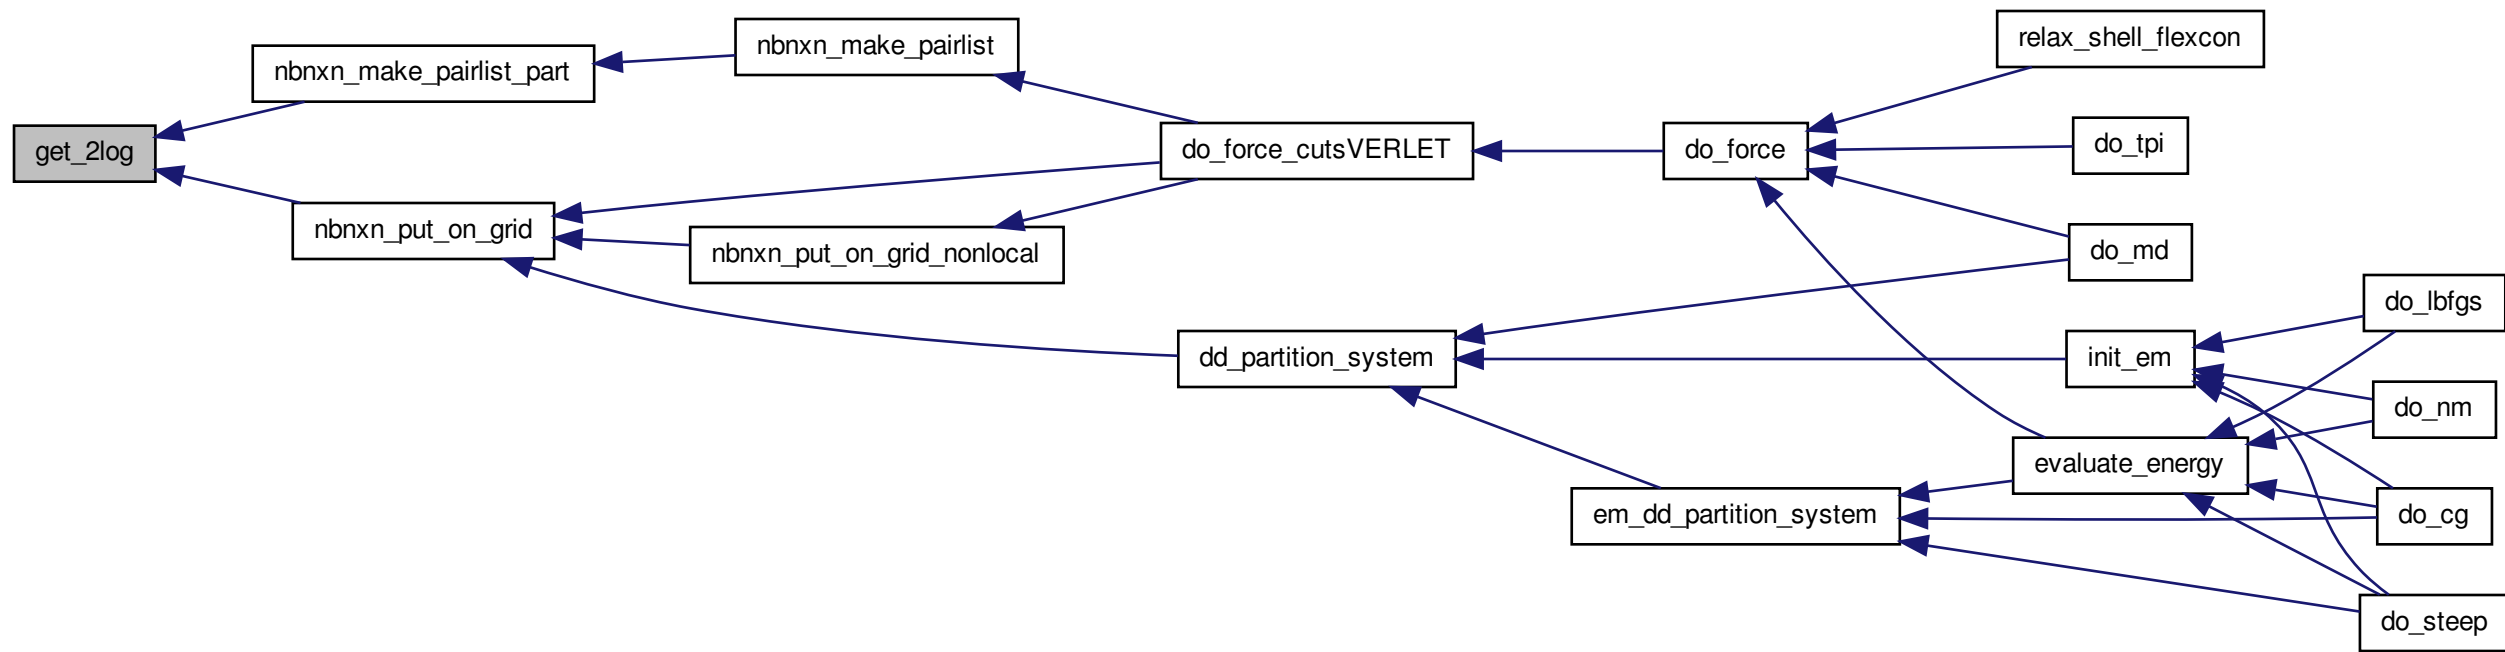 get_2log
nbnxn_make_pairlist_part
nbnxn_put_on_grid
nbnxn_make_pairlist
nbnxn_put_on_grid_nonlocal
do_force_cutsVERLET
dd_partition_system
do_force
em_dd_partition_system
relax_shell_flexcon
do_tpi
do_md
init_em
evaluate_energy
do_lbfgs
do_nm
do_cg
do_steep